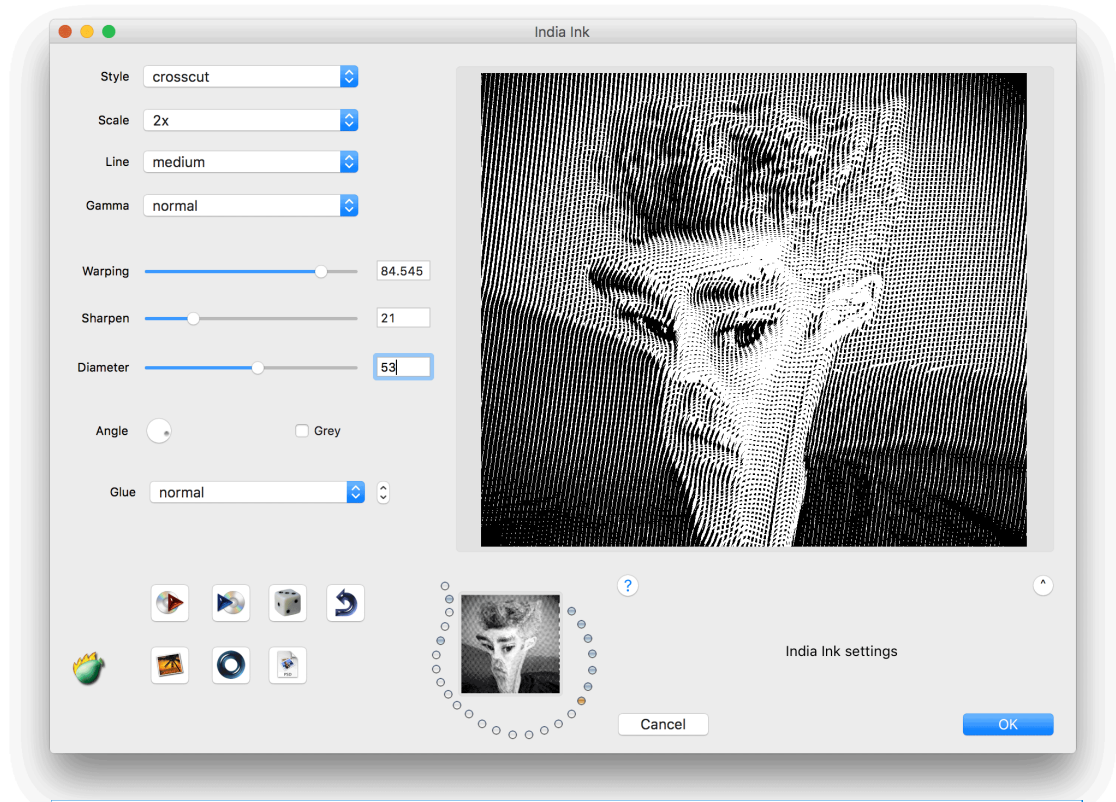 India Ink
Style crosscut
Scale 2x
Line medium
Gamma normal
Warping 84.545
Sharpen 21
Diameter 53
Angle Grey
Glue normal
?
^
PSD
India Ink settings
Cancel OK